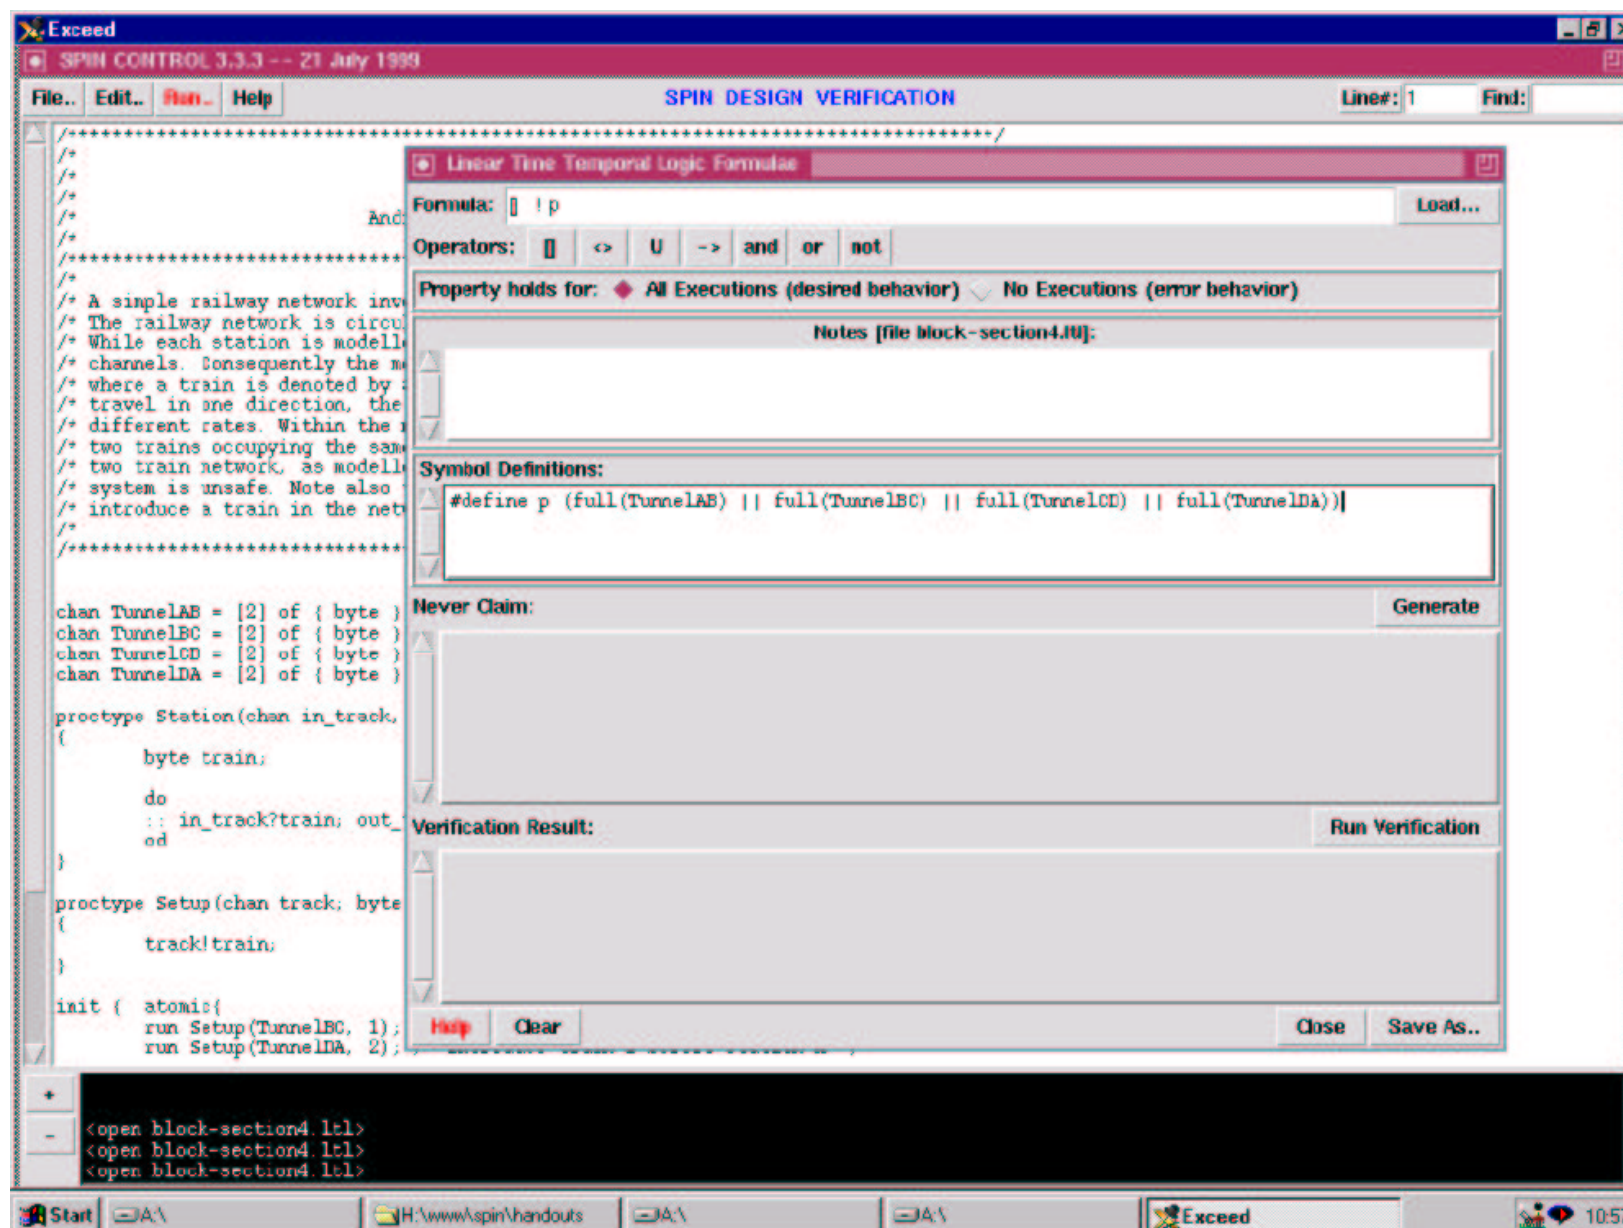 Exceed
SPIN CONTROL 3.3.3 -- 21 July 1999
File.. Edit.. Run.. Help SPIN DESIGN VERIFICATION Line#: 1 Find:
/*******************************************************************************/
/*
/*
/*
/* And
/*
/*******************************
/*
/* A simple railway network inv
/* The railway network is circu
/* While each station is modell
/* channels. Consequently the m
/* where a train is denoted by a
/* travel in one direction, the
/* different rates. Within the
/* two trains occupying the sam
/* two train network, as modell
/* system is unsafe. Note also
/* introduce a train in the net
/*
/*******************************
chan TunnelAB = [2] of { byte }
chan TunnelBC = [2] of { byte }
chan TunnelCD = [2] of { byte }
chan TunnelDA = [2] of { byte }
proctype Station(chan in_track,
{
byte train;
do
:: in_track?train; out_
od
}
proctype Setup(chan track; byte
{
track!train;
}
init { atomic{
run Setup(TunnelBC, 1);
run Setup(TunnelDA, 2);
Linear Time Temporal Logic Formulae
Formula: [] !p Load...
Operators: [] <> U -> and or not
Property holds for: All Executions (desired behavior) No Executions (error behavior)
Notes [file block-section4.ltl]:
Symbol Definitions:
#define p (full(TunnelAB) || full(TunnelBC) || full(TunnelCD) || full(TunnelDA))
Never Claim: Generate
Verification Result: Run Verification
Help Clear Close Save As..
+
-
<open block-section4.ltl>
<open block-section4.ltl>
<open block-section4.ltl>
Start A:\ H:\www\spin\handouts A:\ A:\ Exceed 10:5